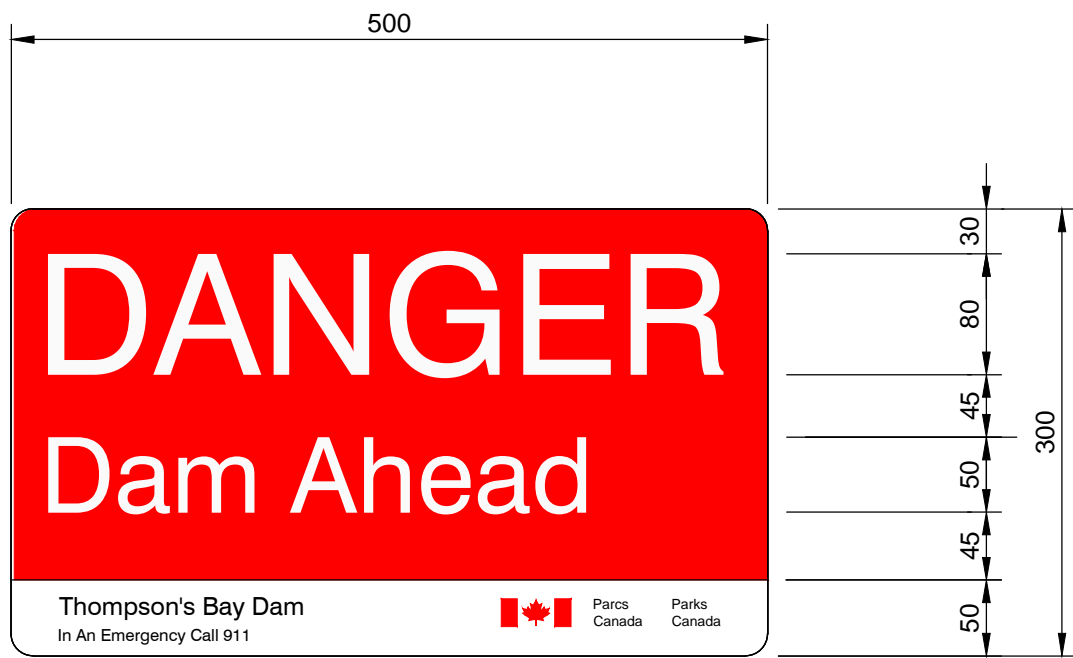 500
DANGER
Dam Ahead
Thompson's Bay Dam
In An Emergency Call 911
Parcs
Canada
Parks
Canada
30
80
45
50
45
50
300